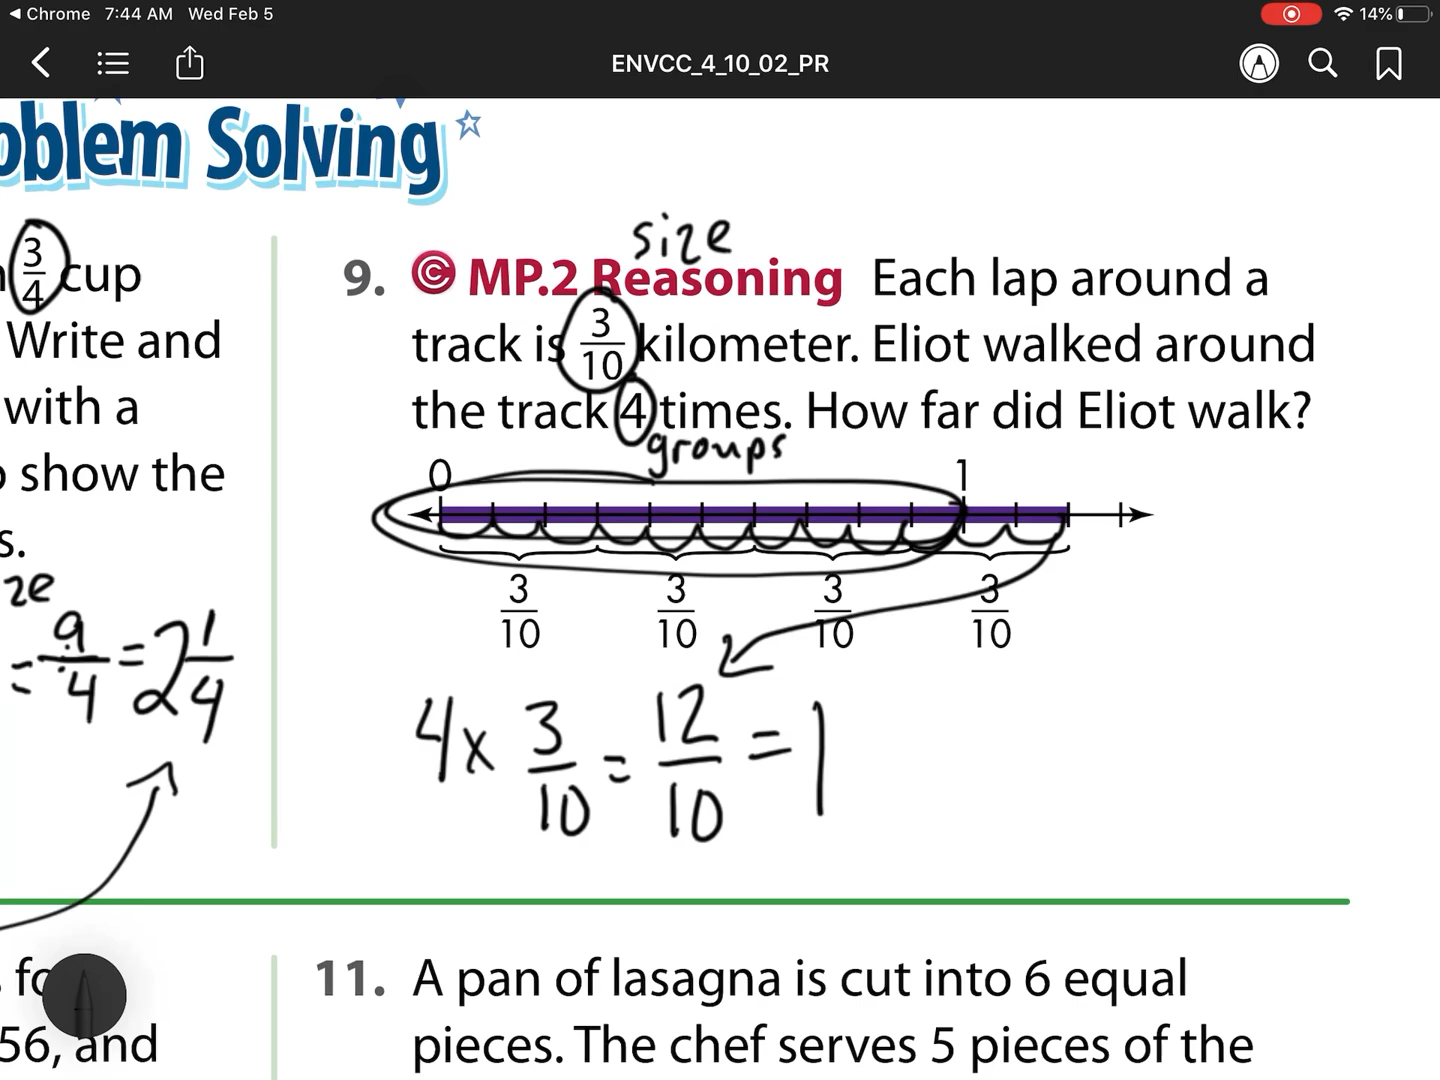 Chrome 7:44 AM Wed Feb 5 14%
ENVCC_4_10_02_PR
oblem Solving
3/4 cup
Write and
with a
show the
s.
ze
= 9/4 = 2 1/4
size
9. © MP.2 Reasoning Each lap around a
track is 3/10 kilometer. Eliot walked around
the track 4 times. How far did Eliot walk?
groups
0 1
3/10 3/10 3/10 3/10
4 x 3/10 = 12/10 = 1
56, and
11. A pan of lasagna is cut into 6 equal
pieces. The chef serves 5 pieces of the